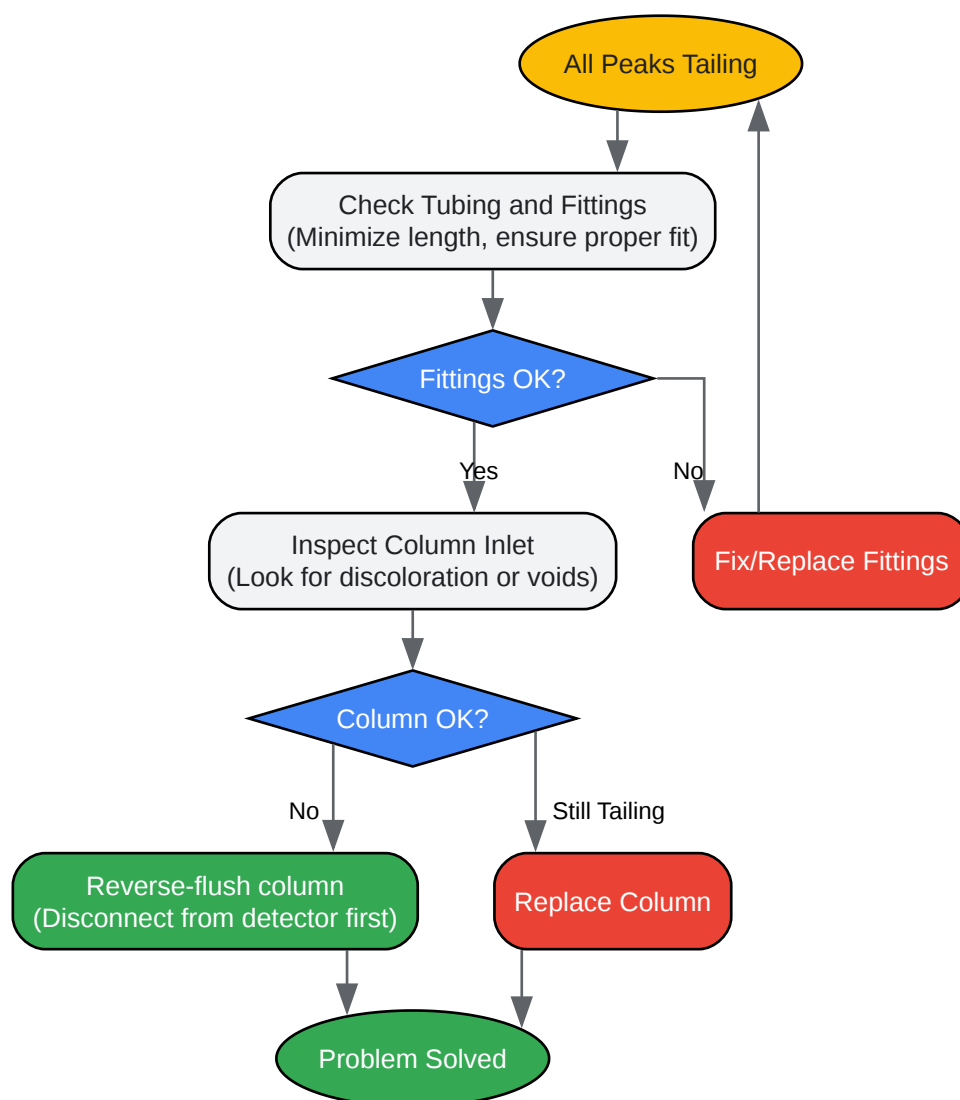 All Peaks Tailing
Check Tubing and Fittings
(Minimize length, ensure proper fit)
Fittings OK?
Yes
No
Inspect Column Inlet
(Look for discoloration or voids)
Fix/Replace Fittings
Column OK?
No
Still Tailing
Reverse-flush column
(Disconnect from detector first)
Replace Column
Problem Solved